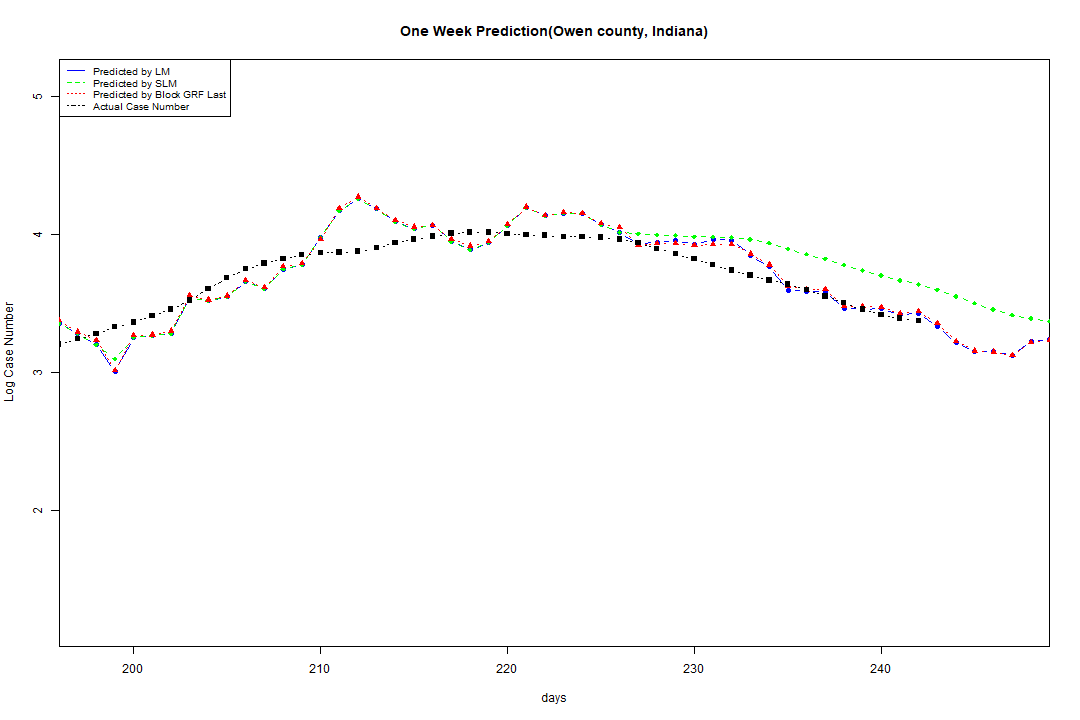 One Week Prediction(Owen county, Indiana)
Predicted by LM
Predicted by SLM
Predicted by Block GRF Last
Actual Case Number
5
4
3
2
Log Case Number
200 210 220 230 240
days